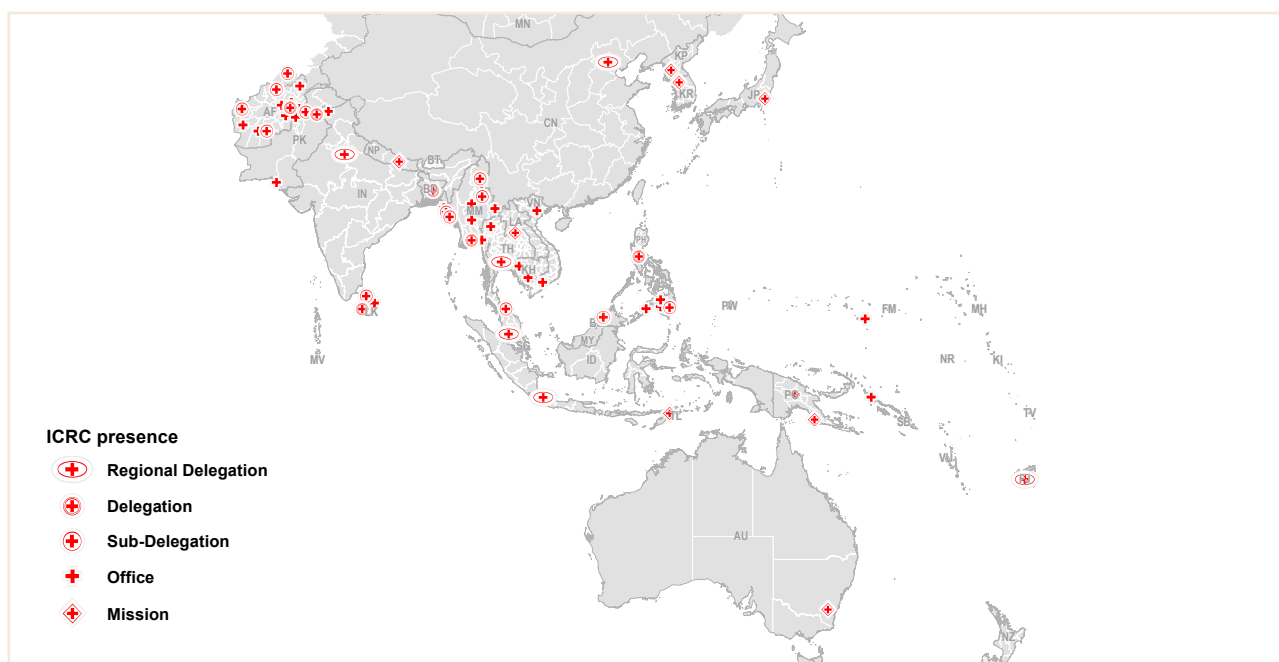 MN
KP
KR
JP
CN
AF
PK
NP
BT
IN
BD
MM
VN
LA
TH
KH
PH
LK
MV
PW
FM
MH
MY
SG
ID
NR
KI
TL
SB
TV
VU
AU
NZ
ICRC presence
Regional Delegation
Delegation
Sub-Delegation
Office
Mission